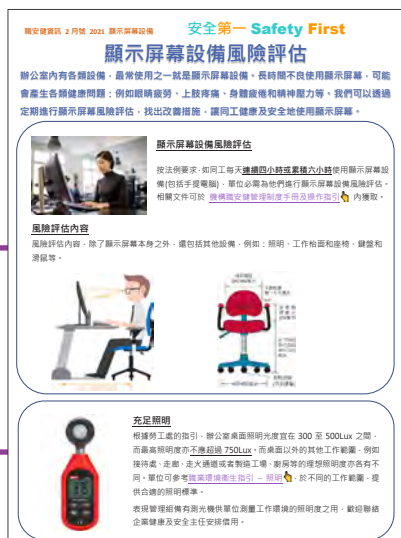 職安健資訊 2 月號 2021 顯示屏幕設備
安全第一 Safety First
顯示屏幕設備風險評估
辦公室內有各類設備，最常使用之一就是顯示屏幕設備。長時間不良使用顯示屏幕，可能
會產生各類健康問題；例如眼睛疲勞、上肢疼痛、身體疲倦和精神壓力等。我們可以透過
定期進行顯示屏幕風險評估，找出改善措施，讓同工健康及安全地使用顯示屏幕。
顯示屏幕設備風險評估
按法例要求，如同工每天連續四小時或累積六小時使用顯示屏幕設
備(包括手提電腦)，單位必需為他們進行顯示屏幕設備風險評估。
相關文件可於 機構職安健管理制度手冊及操作指引 內獲取。
風險評估內容
風險評估內容，除了顯示屏幕本身之外，還包括其他設備，例如：照明、工作枱面和座椅、鍵盤和
滑鼠等。
充足照明
根據勞工處的指引，辦公室桌面照明光度宜在 300 至 500Lux 之間，
而最高照明度亦不應超過 750Lux。而桌面以外的其他工作範圍，例如
接待處、走廊、走火通道或者製造工場、廚房等的理想照明度亦各有不
同。單位可參考職業環境衛生指引 – 照明，於不同的工作範圍，提
供合適的照明標準。
表現管理組備有測光機供單位測量工作環境的照明度之用，歡迎聯絡
企業健康及安全主任安排借用。